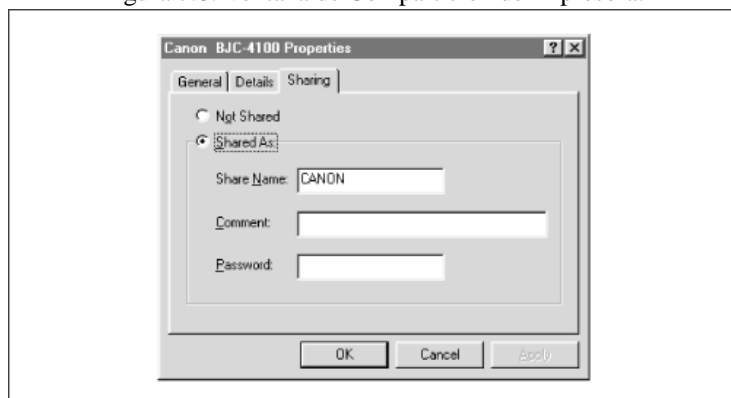 Canon BJC-4100 Properties
General Details Sharing
Not Shared
Shared As:
Share Name: CANON
Comment:
Password:
OK Cancel Apply